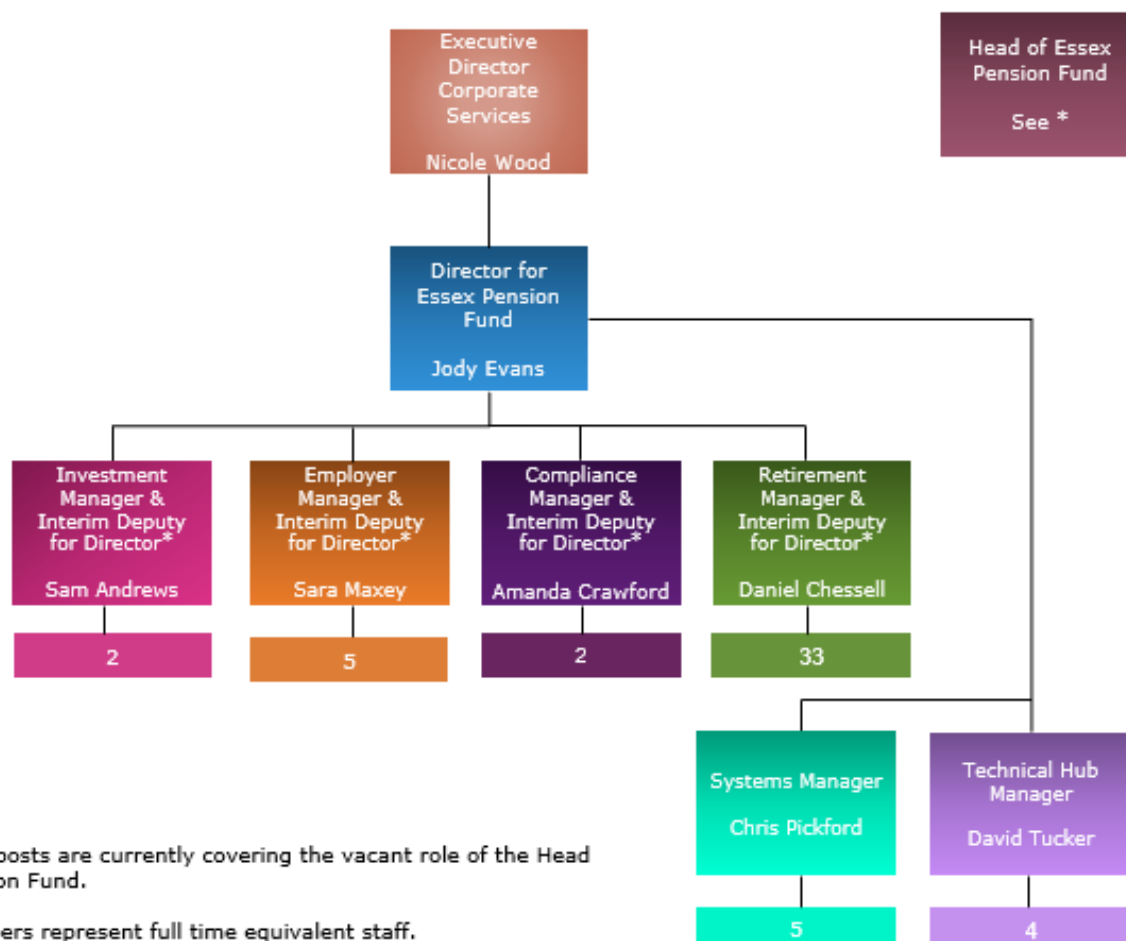 Executive
Director
Corporate
Services
Nicole Wood
Head of Essex
Pension Fund
See *
Director for
Essex Pension
Fund
Jody Evans
Investment
Manager &
Interim Deputy
for Director*
Sam Andrews
2
Employer
Manager &
Interim Deputy
for Director*
Sara Maxey
5
Compliance
Manager &
Interim Deputy
for Director*
Amanda Crawford
2
Retirement
Manager &
Interim Deputy
for Director*
Daniel Chessell
33
Systems Manager
Chris Pickford
5
Technical Hub
Manager
David Tucker
4
posts are currently covering the vacant role of the Head
on Fund.
ers represent full time equivalent staff.